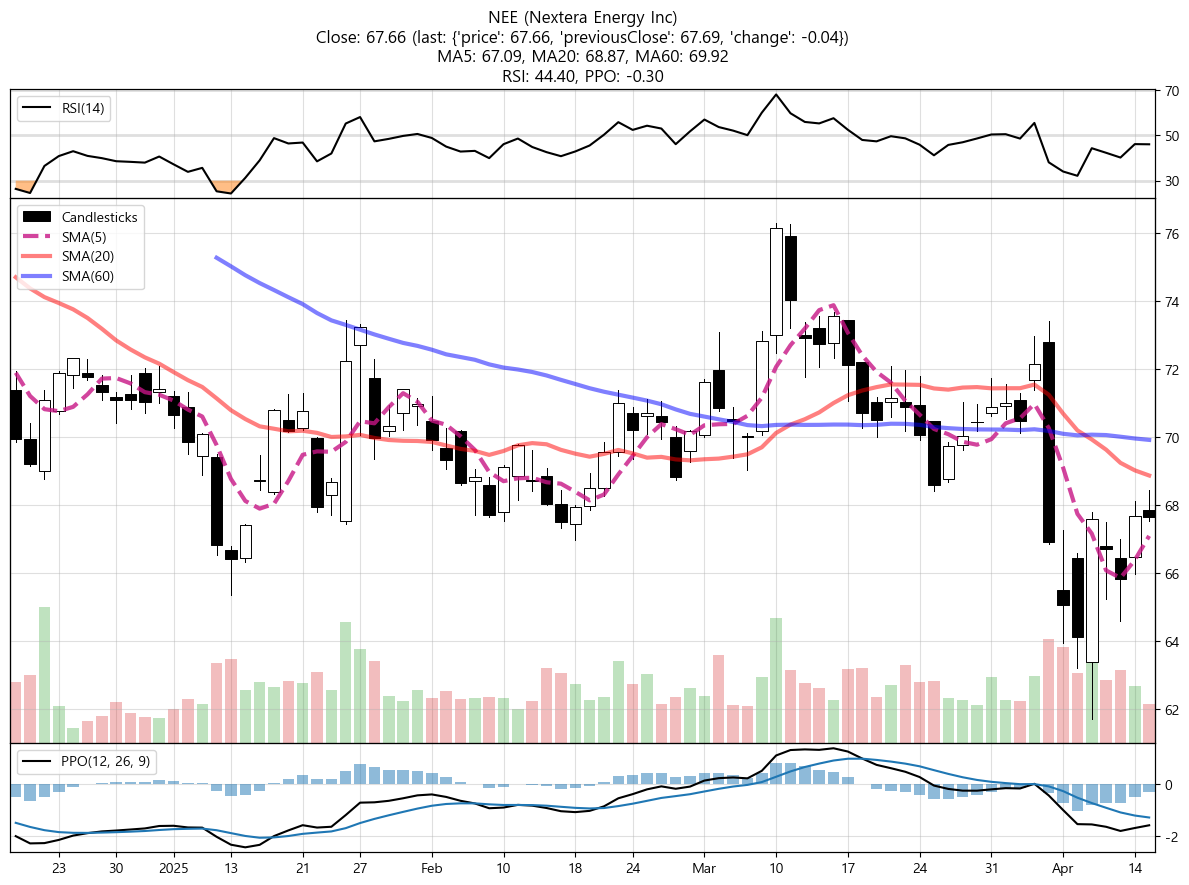 NEE (Nextera Energy Inc)
Close: 67.66 (last: {'price': 67.66, 'previousClose': 67.69, 'change': -0.04})
MA5: 67.09, MA20: 68.87, MA60: 69.92
RSI: 44.40, PPO: -0.30
RSI(14)
70
50
30
Candlesticks
SMA(5)
SMA(20)
SMA(60)
76
74
72
70
68
66
64
62
PPO(12, 26, 9)
0
-2
23 30 2025 13 21 27 Feb 10 18 24 Mar 10 17 24 31 Apr 14